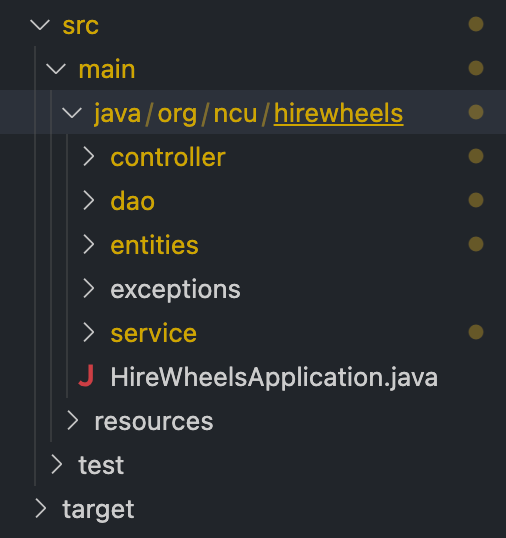 src
main
java/org/ncu/hirewheels
controller
dao
entities
exceptions
service
J HireWheelsApplication.java
resources
test
target